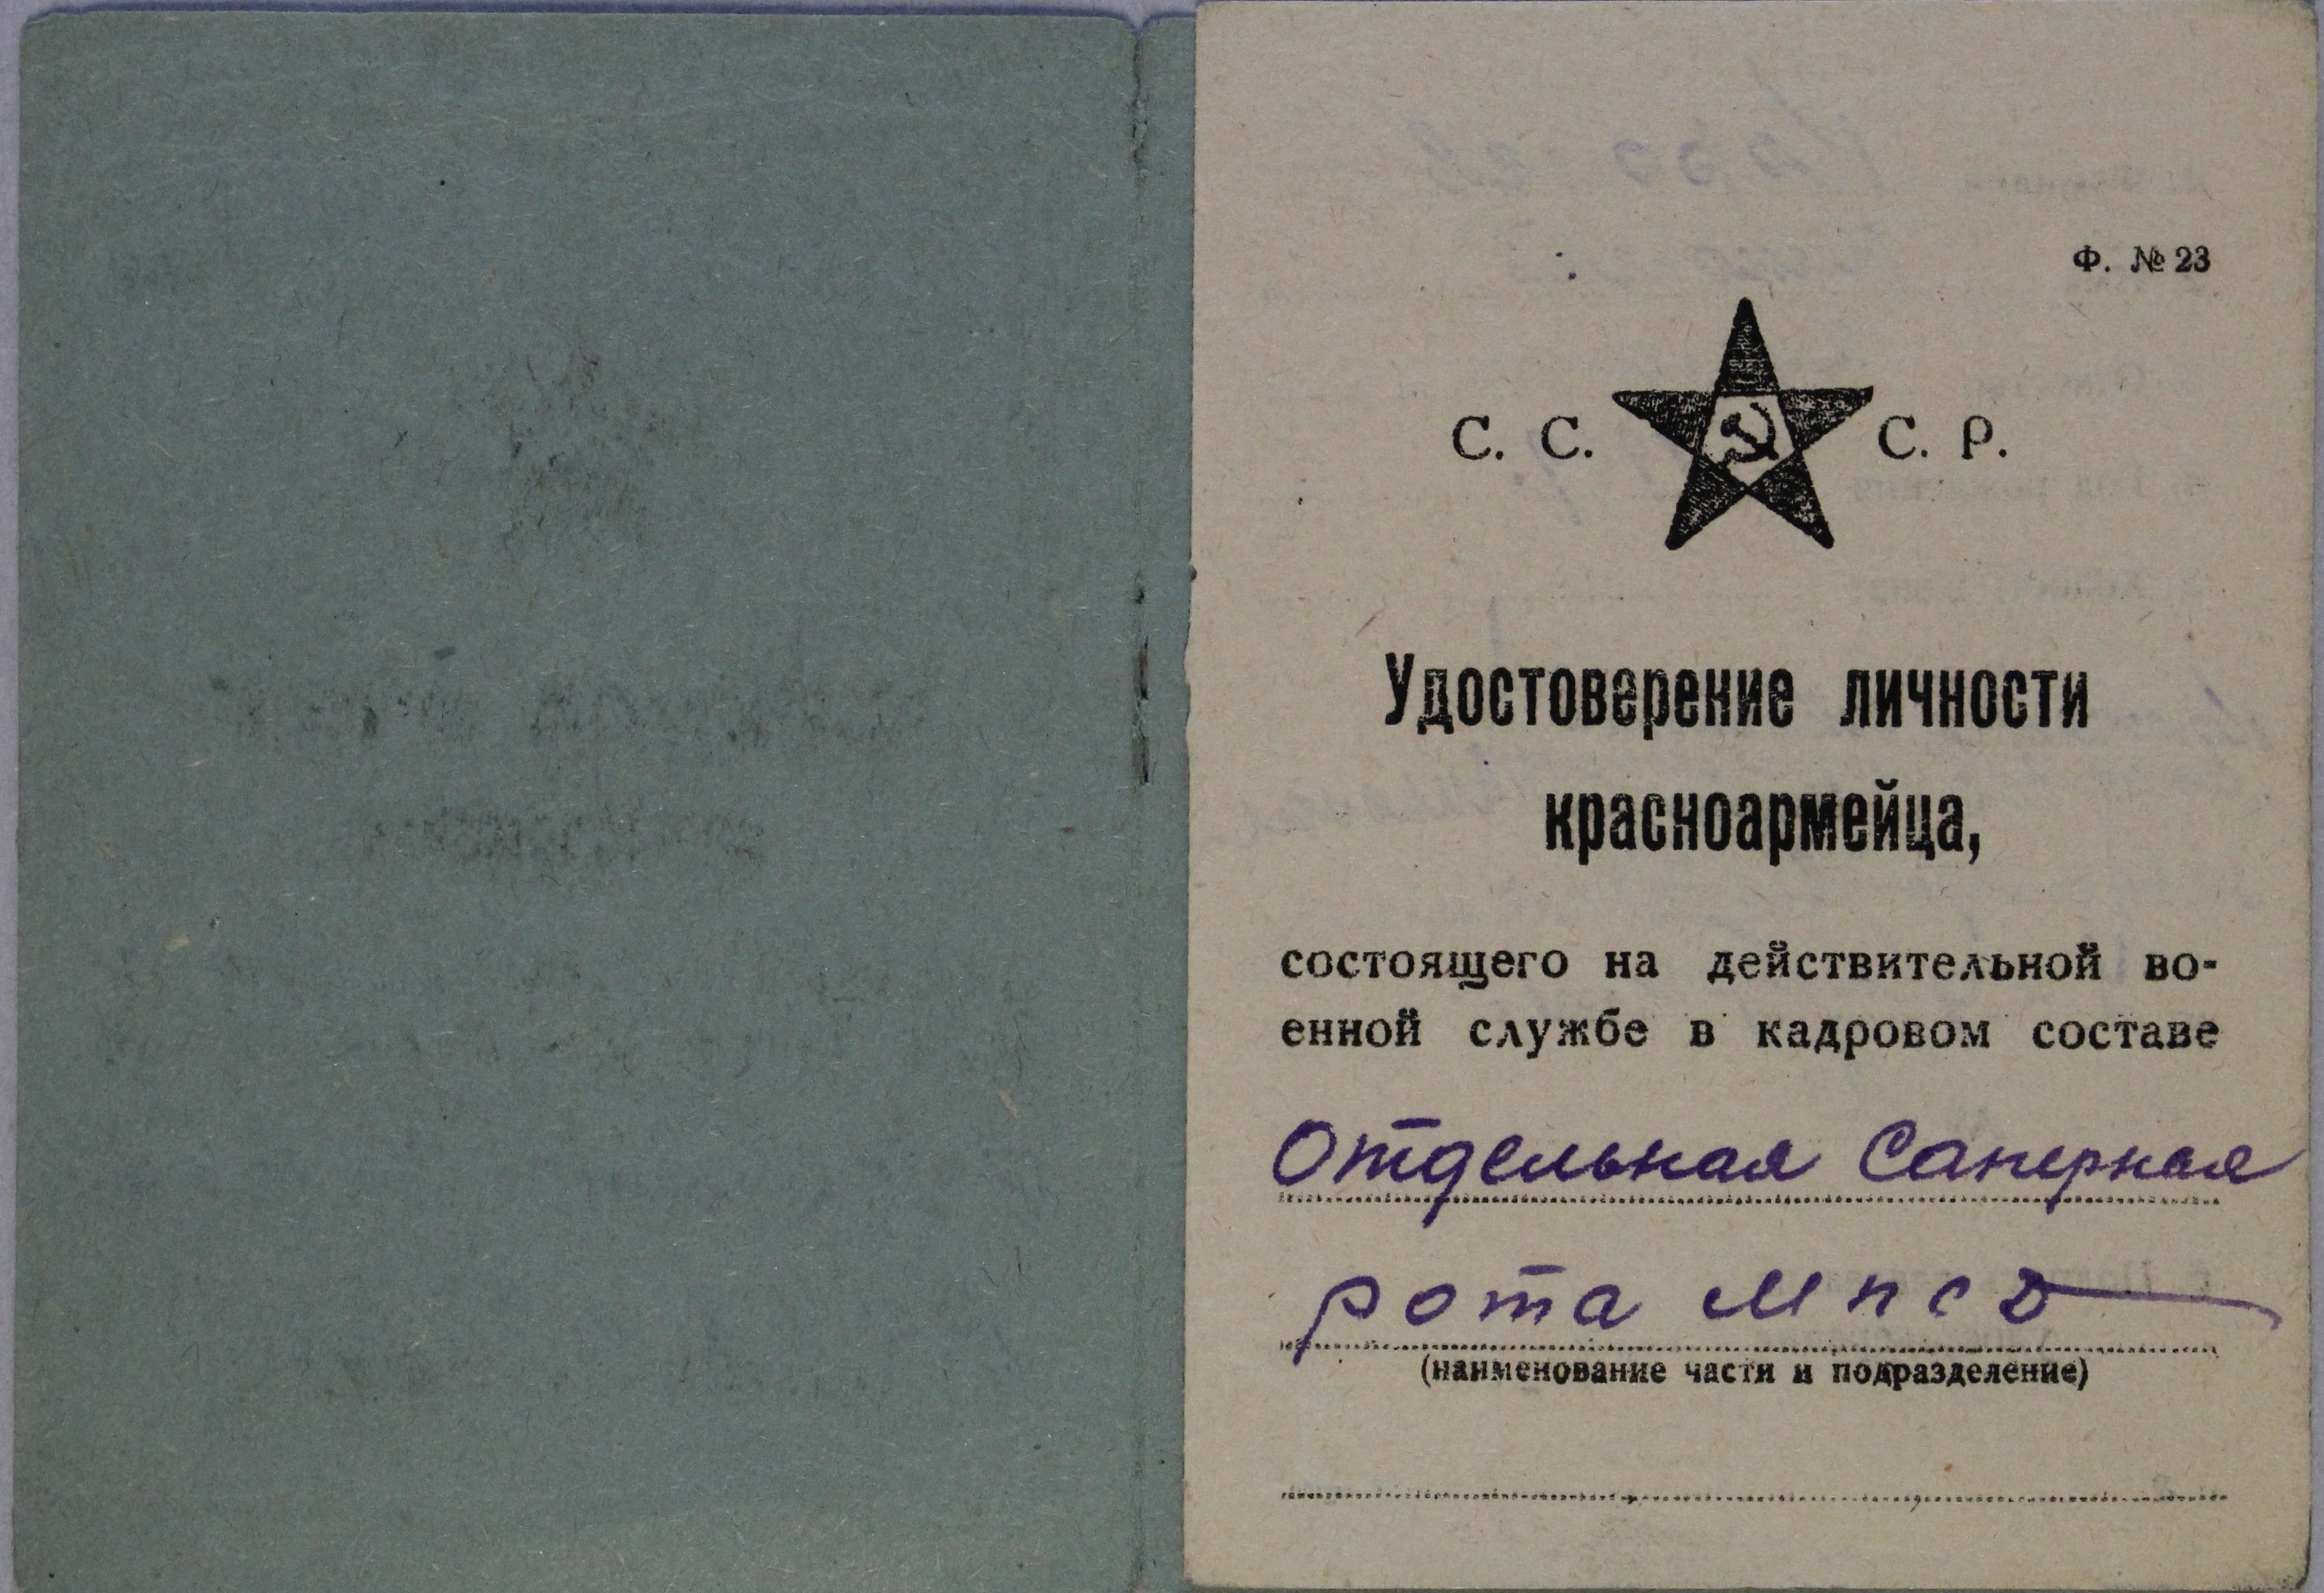 Ф. № 23
С. С. С. Р.
Удостоверение личности
красноармейца,
состоящего на действительной во-
енной службе в кадровом составе
Отдельная Саперная
рота мпсд
(наименование части и подразделение)